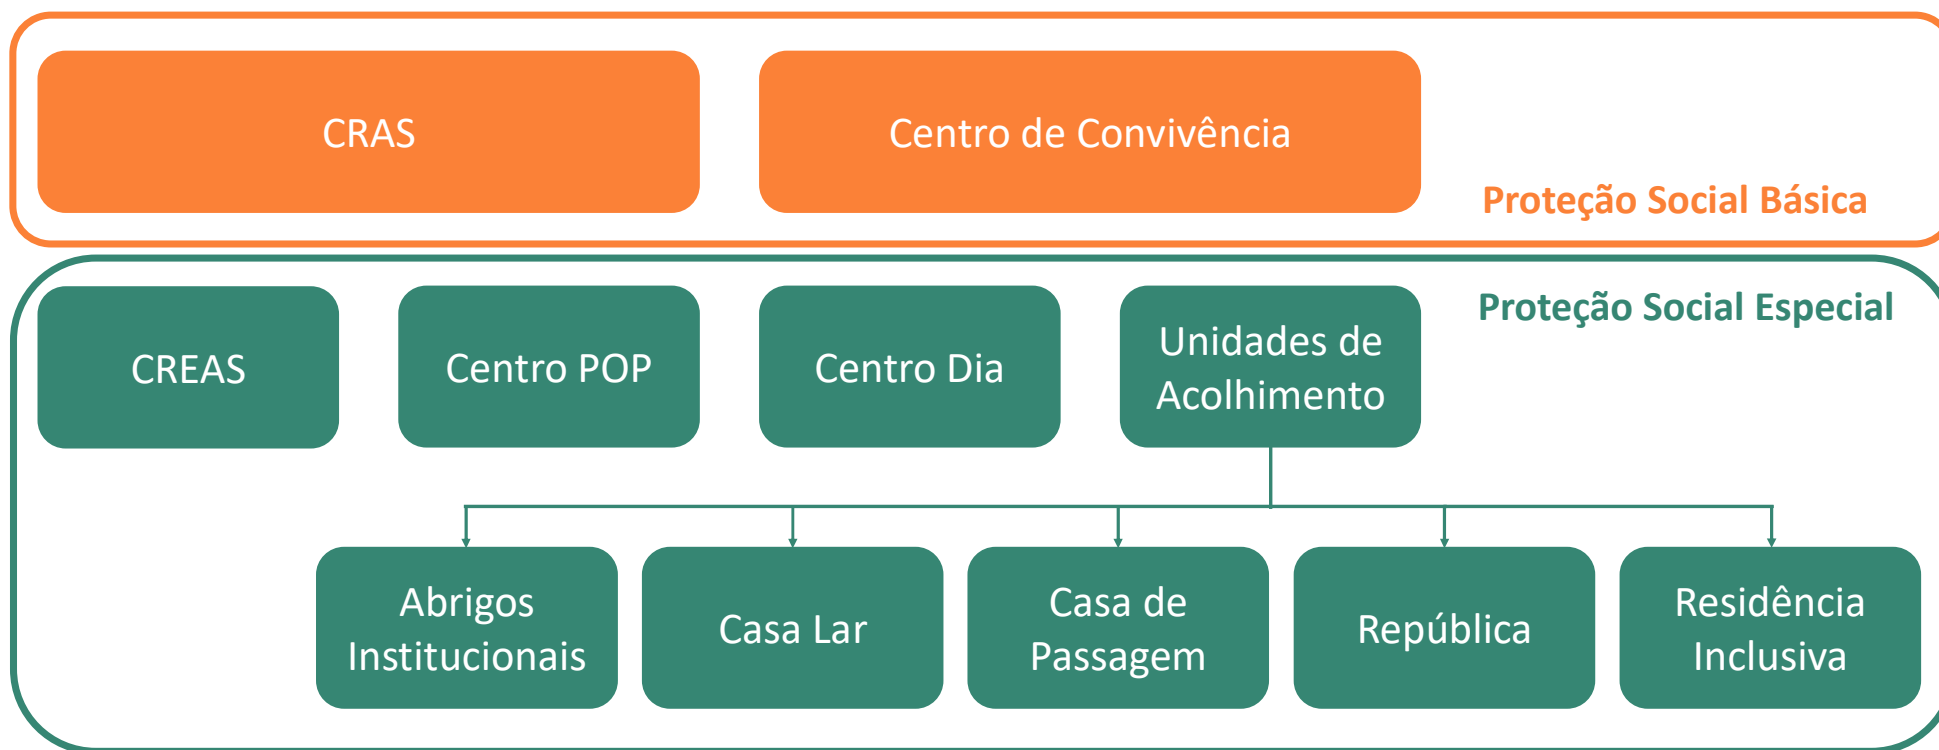 CRAS
Centro de Convivência
Proteção Social Básica
Proteção Social Especial
CREAS
Centro POP
Centro Dia
Unidades de
Acolhimento
Abrigos
Institucionais
Casa Lar
Casa de
Passagem
República
Residência
Inclusiva